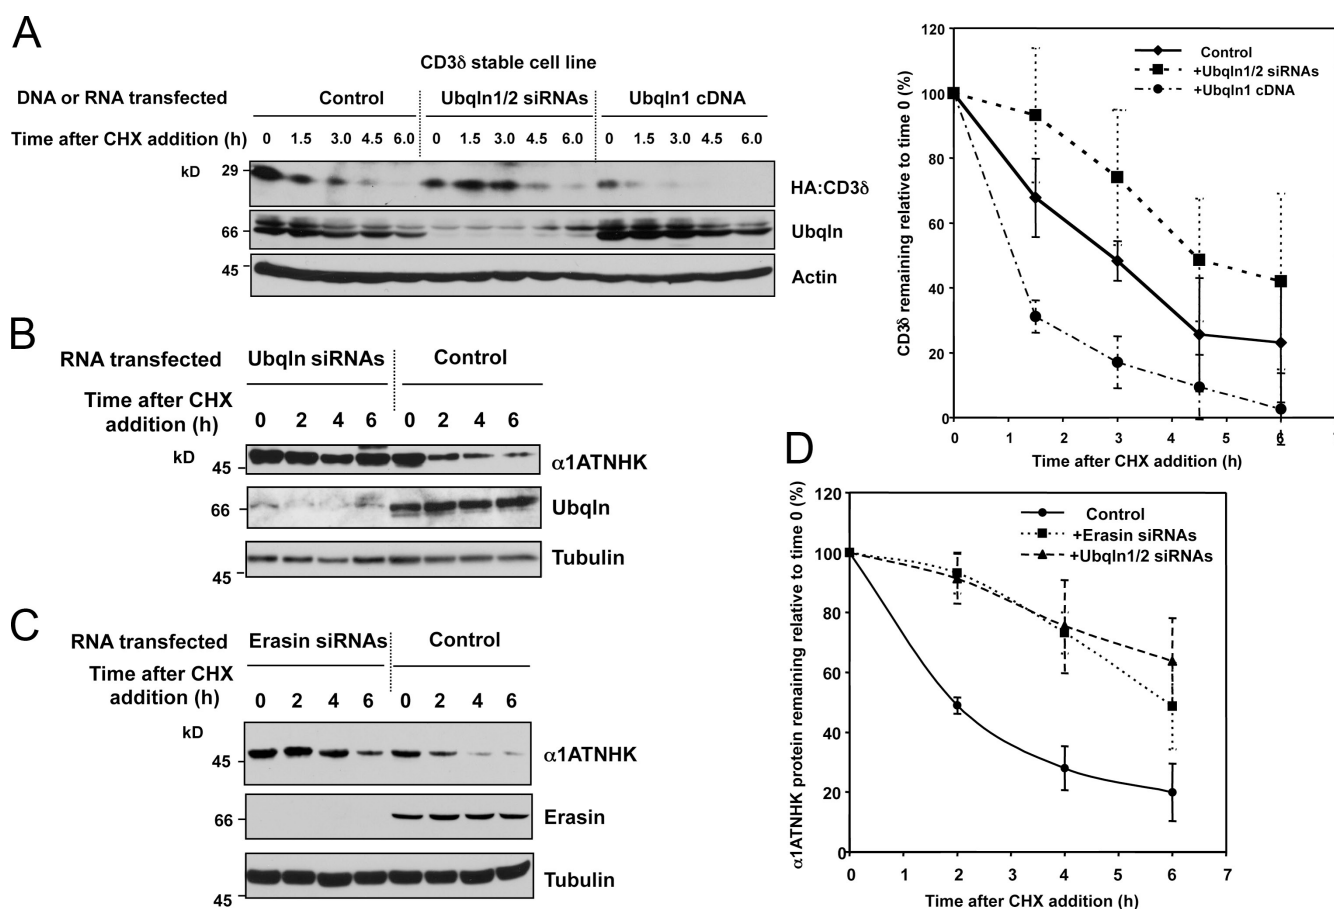 A
CD3δ stable cell line
DNA or RNA transfected Control Ubqln1/2 siRNAs Ubqln1 cDNA
Time after CHX addition (h) 0 1.5 3.0 4.5 6.0 0 1.5 3.0 4.5 6.0 0 1.5 3.0 4.5 6.0
kD 29
HA:CD3δ
66 Ubqln
45 Actin
CD3δ remaining relative to time 0 (%)
120
100
80
60
40
20
0
Control
+Ubqln1/2 siRNAs
+Ubqln1 cDNA
0 1 2 3 4 5 6
Time after CHX addition (h)
B
RNA transfected Ubqln siRNAs Control
Time after CHX
addition (h) 0 2 4 6 0 2 4 6
kD
45 α1ATNHK
66 Ubqln
45 Tubulin
C
RNA transfected Erasin siRNAs Control
Time after CHX
addition (h) 0 2 4 6 0 2 4 6
kD
45 α1ATNHK
66 Erasin
45 Tubulin
D
α1ATNHK protein remaining relative to time 0 (%)
120
100
80
60
40
20
0
Control
+Erasin siRNAs
+Ubqln1/2 siRNAs
0 1 2 3 4 5 6 7
Time after CHX addition (h)